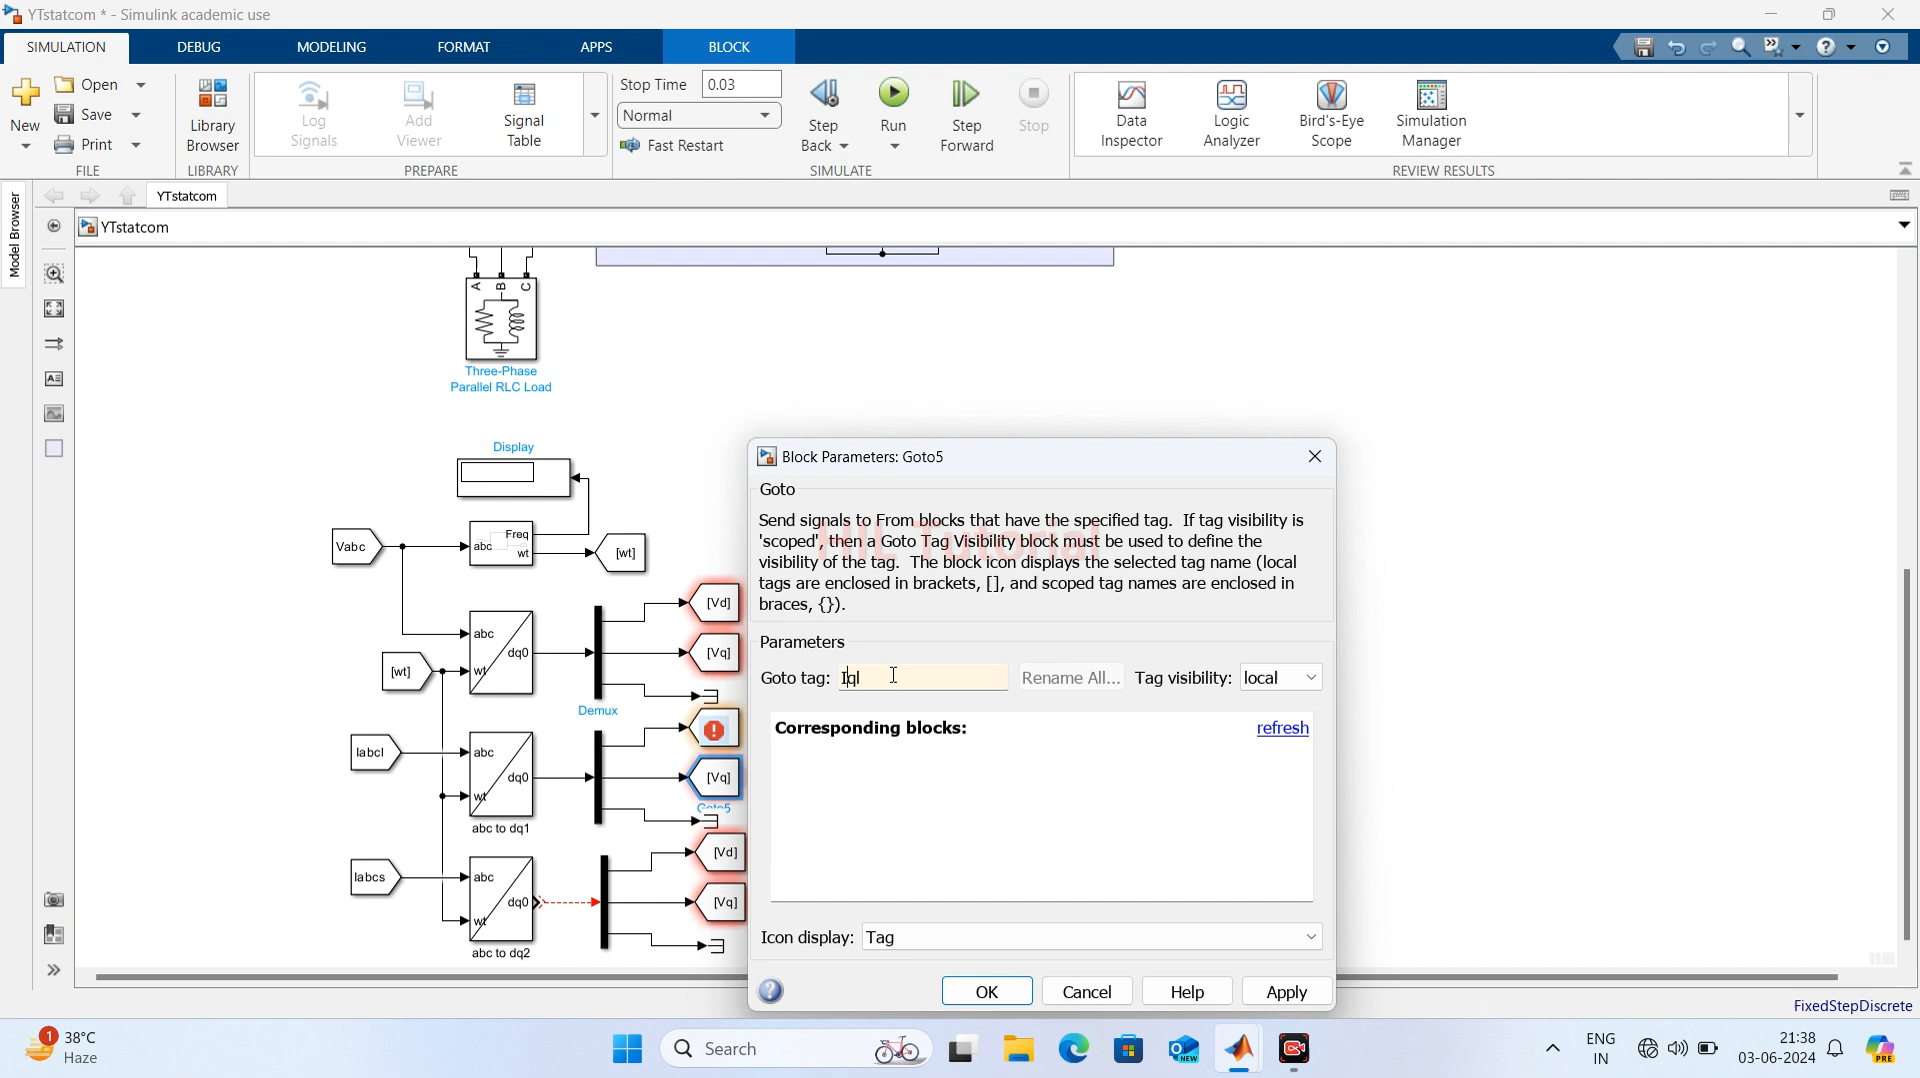 YTstatcom * - Simulink academic use
SIMULATION DEBUG MODELING FORMAT APPS BLOCK
New
Open
Save
Print
FILE
Library
Browser
LIBRARY
Log
Signals
Add
Viewer
Signal
Table
PREPARE
Stop Time 0.03
Normal
Fast Restart
Step
Back
Run
Step
Forward
Stop
SIMULATE
Data
Inspector
Logic
Analyzer
Bird's-Eye
Scope
Simulation
Manager
REVIEW RESULTS
Model Browser
YTstatcom
YTstatcom
A B C
Three-Phase
Parallel RLC Load
Display
Vabc
abc
Freq
wt
[wt]
[Vd]
abc
dq0
wt
[Vq]
[wt]
Demux
Iabcl
abc
dq0
wt
abc to dq1
[Vq]
Goto5
Iabcs
abc
dq0
wt
abc to dq2
[Vd]
[Vq]
Block Parameters: Goto5
Goto
Send signals to From blocks that have the specified tag. If tag visibility is
'scoped', then a Goto Tag Visibility block must be used to define the
visibility of the tag. The block icon displays the selected tag name (local
tags are enclosed in brackets, [], and scoped tag names are enclosed in
braces, {}).
HIL Tutorial
Parameters
Goto tag: Iql Rename All... Tag visibility: local
Corresponding blocks: refresh
Icon display: Tag
OK Cancel Help Apply
FixedStepDiscrete
1
38°C
Haze
Search
NEW
ENG
IN
21:38
03-06-2024
PRE